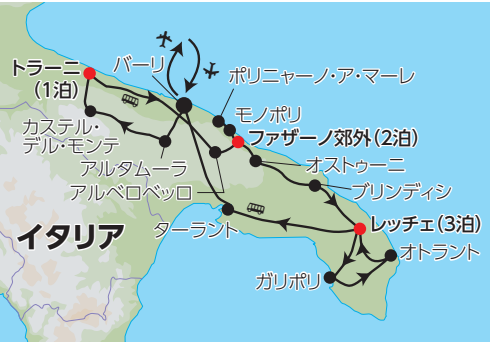 トラーニ
（1泊）
バーリ
ポリニャーノ・ア・マーレ
モノポリ
カステル・
デル・モンテ
ファザーノ郊外（2泊）
アルタムーラ
オストゥーニ
アルベロベッロ
ブリンディシ
ターラント
レッチェ（3泊）
イタリア
オトラント
ガリポリ